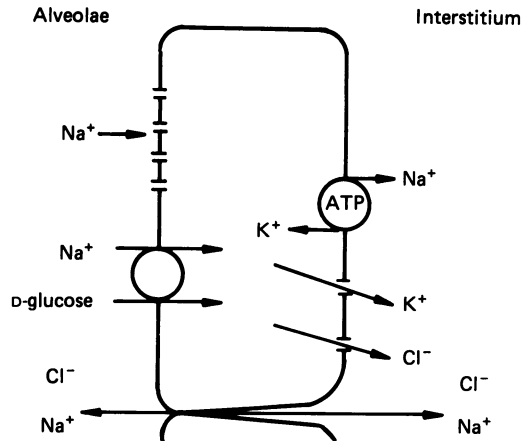 Alveolae Interstitium
Na⁺
Na⁺
ATP
K⁺
Na⁺
D-glucose
K⁺
Cl⁻
Cl⁻ Cl⁻
Na⁺ Na⁺